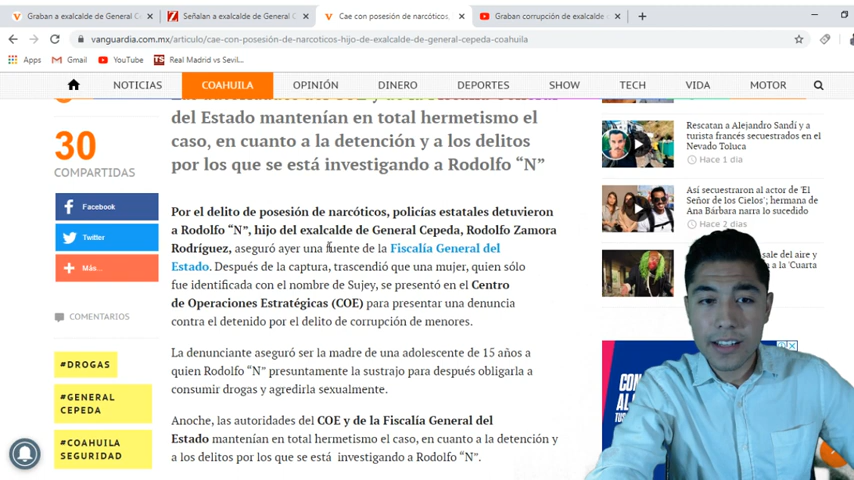 Graban a exalcalde de General C
Señalan a exalcalde de General D
Cae con posesión de narcóticos,
Graban corrupción de exalcalde
vanguardia.com.mx/articulo/cae-con-posesion-de-narcoticos-hijo-de-exalcalde-de-general-cepeda-coahuila
Apps
Gmail
YouTube
Real Madrid vs Sevil...
NOTICIAS
COAHUILA
OPINIÓN
DINERO
DEPORTES
SHOW
TECH
VIDA
MOTOR
30
COMPARTIDAS
Facebook
Twitter
Más...
COMENTARIOS
#DROGAS
#GENERAL
CEPEDA
#COAHUILA
SEGURIDAD
del Estado mantenían en total hermetismo el
caso, en cuanto a la detención y a los delitos
por los que se está investigando a Rodolfo “N”
Por el delito de posesión de narcóticos, policías estatales detuvieron
a Rodolfo “N”, hijo del exalcalde de General Cepeda, Rodolfo Zamora
Rodríguez, aseguró ayer una fuente de la Fiscalía General del
Estado. Después de la captura, trascendió que una mujer, quien sólo
fue identificada con el nombre de Sujey, se presentó en el Centro
de Operaciones Estratégicas (COE) para presentar una denuncia
contra el detenido por el delito de corrupción de menores.
La denunciante aseguró ser la madre de una adolescente de 15 años a
quien Rodolfo “N” presuntamente la sustrajo para después obligarla a
consumir drogas y agredirla sexualmente.
Anoche, las autoridades del COE y de la Fiscalía General del
Estado mantenían en total hermetismo el caso, en cuanto a la detención y
a los delitos por los que se está investigando a Rodolfo “N”.
Rescatan a Alejandro Sandí y a
turista francés secuestrados en el
Nevado Toluca
Hace 1 día
Así secuestraron al actor de 'El
Señor de los Cielos'; hermana de
Ana Bárbara narra lo sucedido
Hace 2 días
sale del aire y
a la 'Cuarta